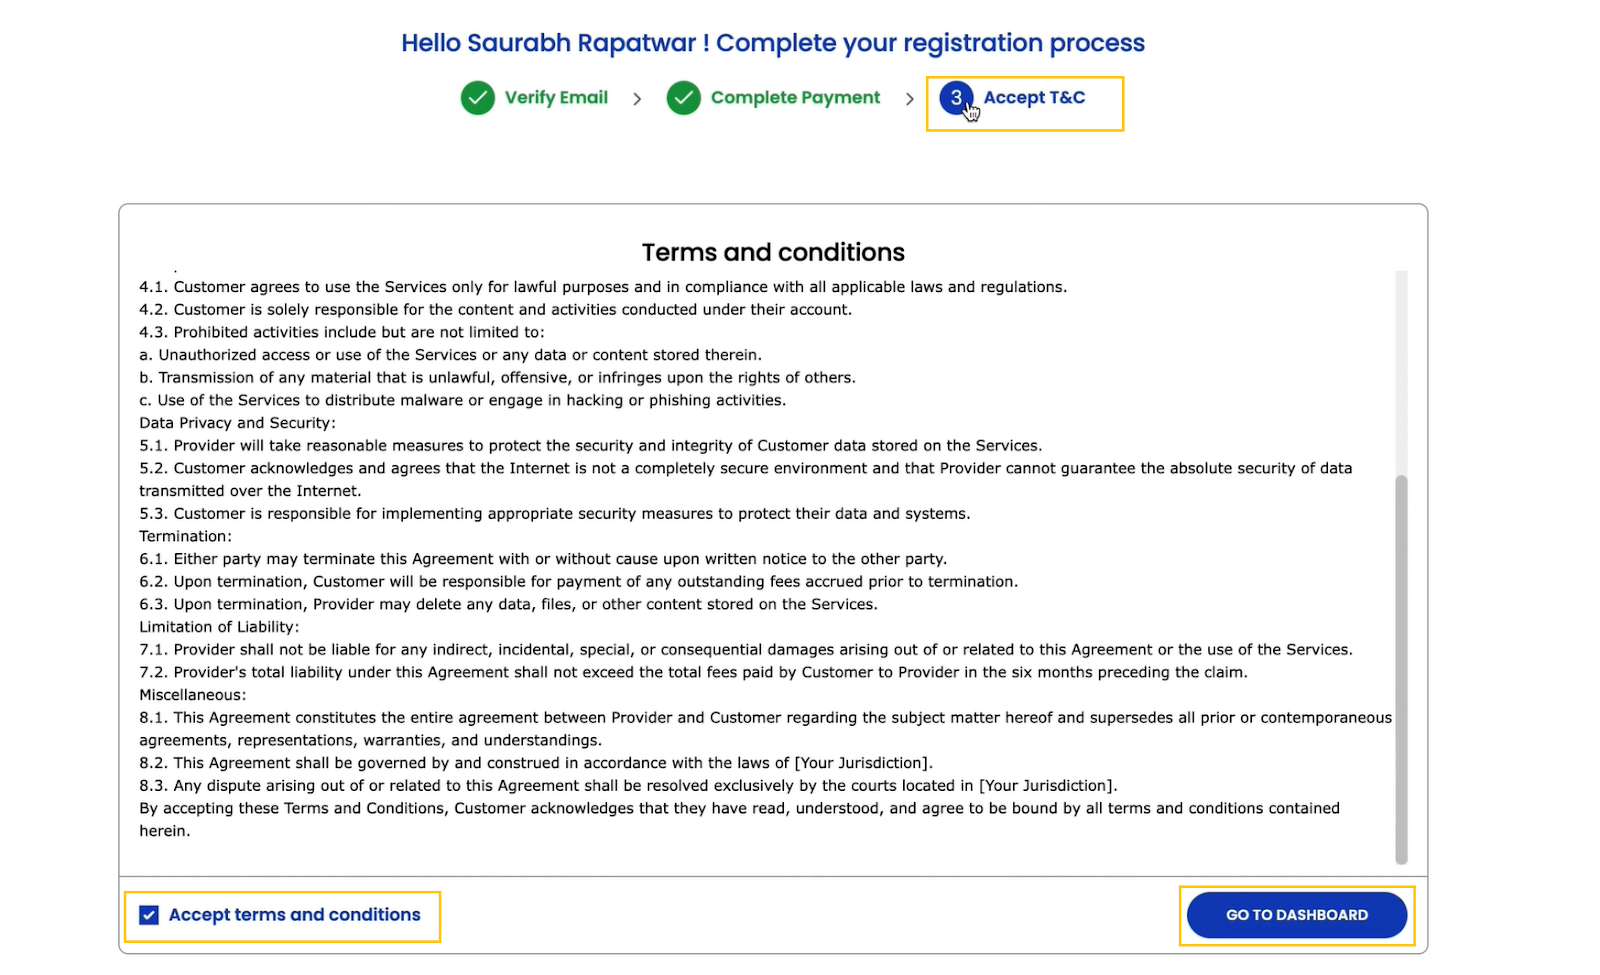 Hello Saurabh Rapatwar ! Complete your registration process
Verify Email > Complete Payment > 3 Accept T&C
Terms and conditions
4.1. Customer agrees to use the Services only for lawful purposes and in compliance with all applicable laws and regulations.
4.2. Customer is solely responsible for the content and activities conducted under their account.
4.3. Prohibited activities include but are not limited to:
a. Unauthorized access or use of the Services or any data or content stored therein.
b. Transmission of any material that is unlawful, offensive, or infringes upon the rights of others.
c. Use of the Services to distribute malware or engage in hacking or phishing activities.
Data Privacy and Security:
5.1. Provider will take reasonable measures to protect the security and integrity of Customer data stored on the Services.
5.2. Customer acknowledges and agrees that the Internet is not a completely secure environment and that Provider cannot guarantee the absolute security of data
transmitted over the Internet.
5.3. Customer is responsible for implementing appropriate security measures to protect their data and systems.
Termination:
6.1. Either party may terminate this Agreement with or without cause upon written notice to the other party.
6.2. Upon termination, Customer will be responsible for payment of any outstanding fees accrued prior to termination.
6.3. Upon termination, Provider may delete any data, files, or other content stored on the Services.
Limitation of Liability:
7.1. Provider shall not be liable for any indirect, incidental, special, or consequential damages arising out of or related to this Agreement or the use of the Services.
7.2. Provider's total liability under this Agreement shall not exceed the total fees paid by Customer to Provider in the six months preceding the claim.
Miscellaneous:
8.1. This Agreement constitutes the entire agreement between Provider and Customer regarding the subject matter hereof and supersedes all prior or contemporaneous
agreements, representations, warranties, and understandings.
8.2. This Agreement shall be governed by and construed in accordance with the laws of [Your Jurisdiction].
8.3. Any dispute arising out of or related to this Agreement shall be resolved exclusively by the courts located in [Your Jurisdiction].
By accepting these Terms and Conditions, Customer acknowledges that they have read, understood, and agree to be bound by all terms and conditions contained
herein.
Accept terms and conditions
GO TO DASHBOARD